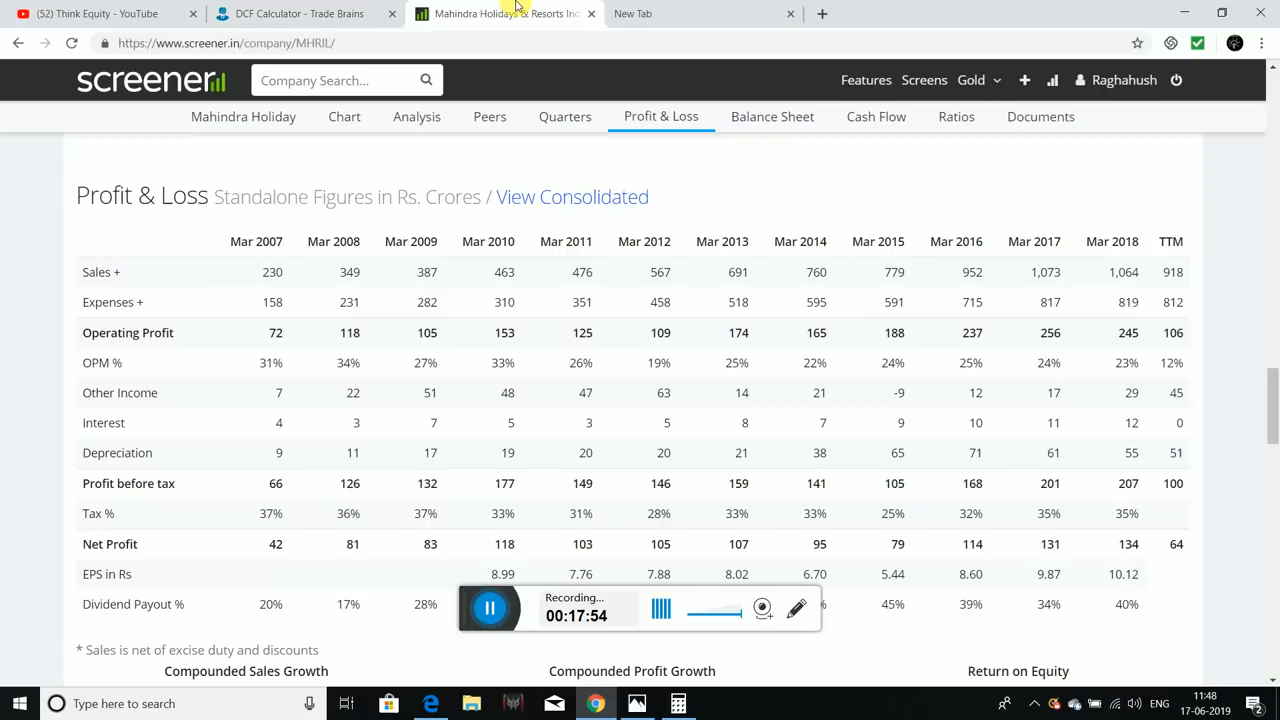 (52) Think Equity - YouTube
DCF Calculator - Trade Brains
Mahindra Holidays & Resorts Ind
New Tab
https://www.screener.in/company/MHRIL/
screener
Company Search...
Features Screens Gold Raghahush
Mahindra Holiday Chart Analysis Peers Quarters Profit & Loss Balance Sheet Cash Flow Ratios Documents
Profit & Loss Standalone Figures in Rs. Crores / View Consolidated
Mar 2007 Mar 2008 Mar 2009 Mar 2010 Mar 2011 Mar 2012 Mar 2013 Mar 2014 Mar 2015 Mar 2016 Mar 2017 Mar 2018 TTM
Sales + 230 349 387 463 476 567 691 760 779 952 1,073 1,064 918
Expenses + 158 231 282 310 351 458 518 595 591 715 817 819 812
Operating Profit 72 118 105 153 125 109 174 165 188 237 256 245 106
OPM % 31% 34% 27% 33% 26% 19% 25% 22% 24% 25% 24% 23% 12%
Other Income 7 22 51 48 47 63 14 21 -9 12 17 29 45
Interest 4 3 7 5 3 5 8 7 9 10 11 12 0
Depreciation 9 11 17 19 20 20 21 38 65 71 61 55 51
Profit before tax 66 126 132 177 149 146 159 141 105 168 201 207 100
Tax % 37% 36% 37% 33% 31% 28% 33% 33% 25% 32% 35% 35%
Net Profit 42 81 83 118 103 105 107 95 79 114 131 134 64
EPS in Rs 8.99 7.76 7.88 8.02 6.70 5.44 8.60 9.87 10.12
Dividend Payout % 20% 17% 28% % 45% 39% 34% 40%
Recording...
00:17:54
* Sales is net of excise duty and discounts
Compounded Sales Growth Compounded Profit Growth Return on Equity
Type here to search
ENG
11:48
17-06-2019
2